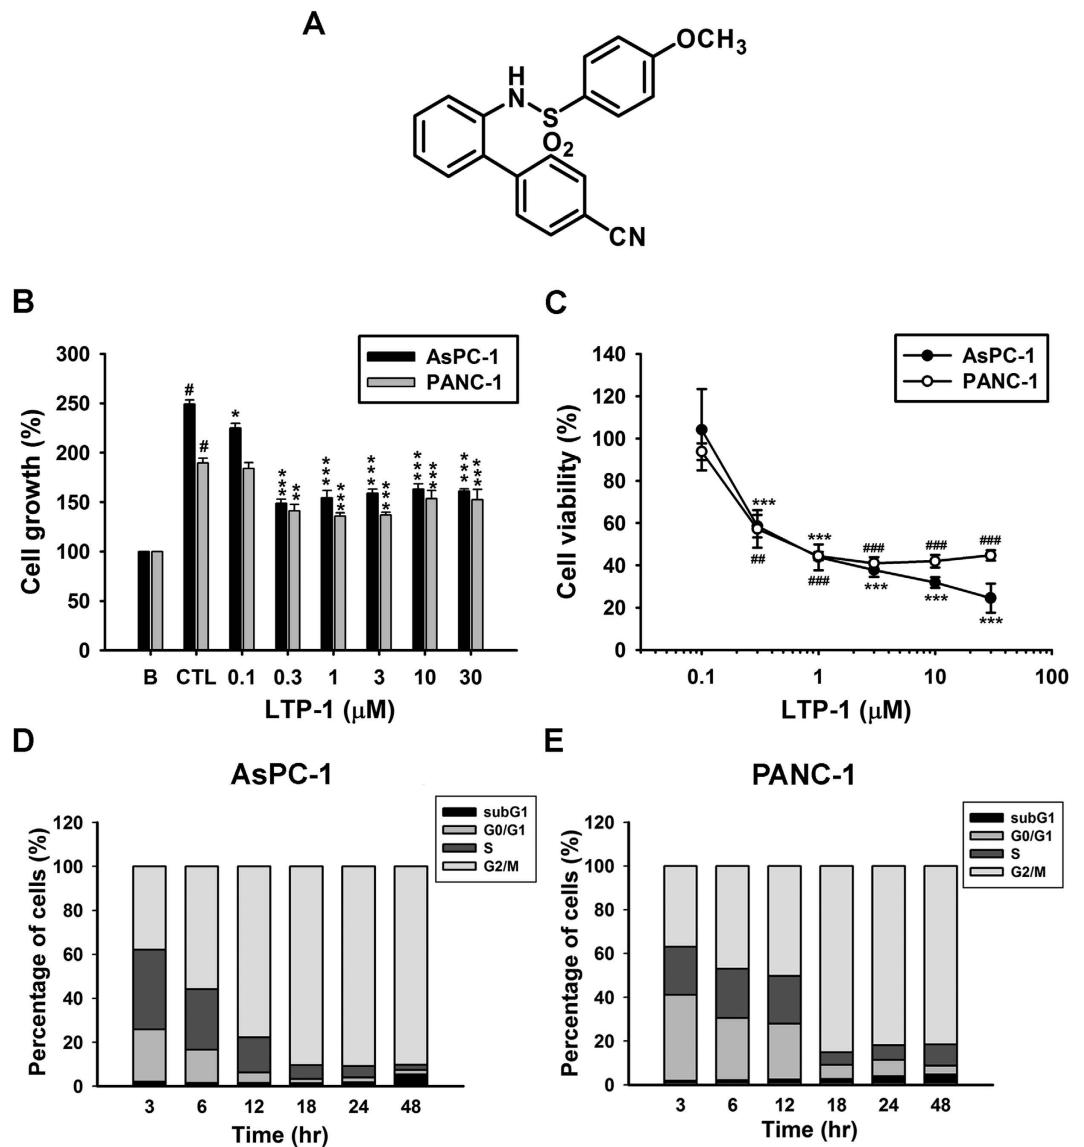 A
OCH3
H
N
S
O2
CN
B
C
Cell growth (%)
300
250
200
150
100
50
0
AsPC-1
PANC-1
#
#
*
***
**
***
***
***
***
***
***
***
***
B CTL 0.1 0.3 1 3 10 30
LTP-1 (μM)
Cell viability (%)
140
120
100
80
60
40
20
0
AsPC-1
PANC-1
***
##
***
###
###
***
###
***
###
***
0.1 1 10 100
LTP-1 (μM)
D
AsPC-1
Percentage of cells (%)
120
100
80
60
40
20
0
subG1
G0/G1
S
G2/M
3 6 12 18 24 48
Time (hr)
E
PANC-1
Percentage of cells (%)
120
100
80
60
40
20
0
subG1
G0/G1
S
G2/M
3 6 12 18 24 48
Time (hr)